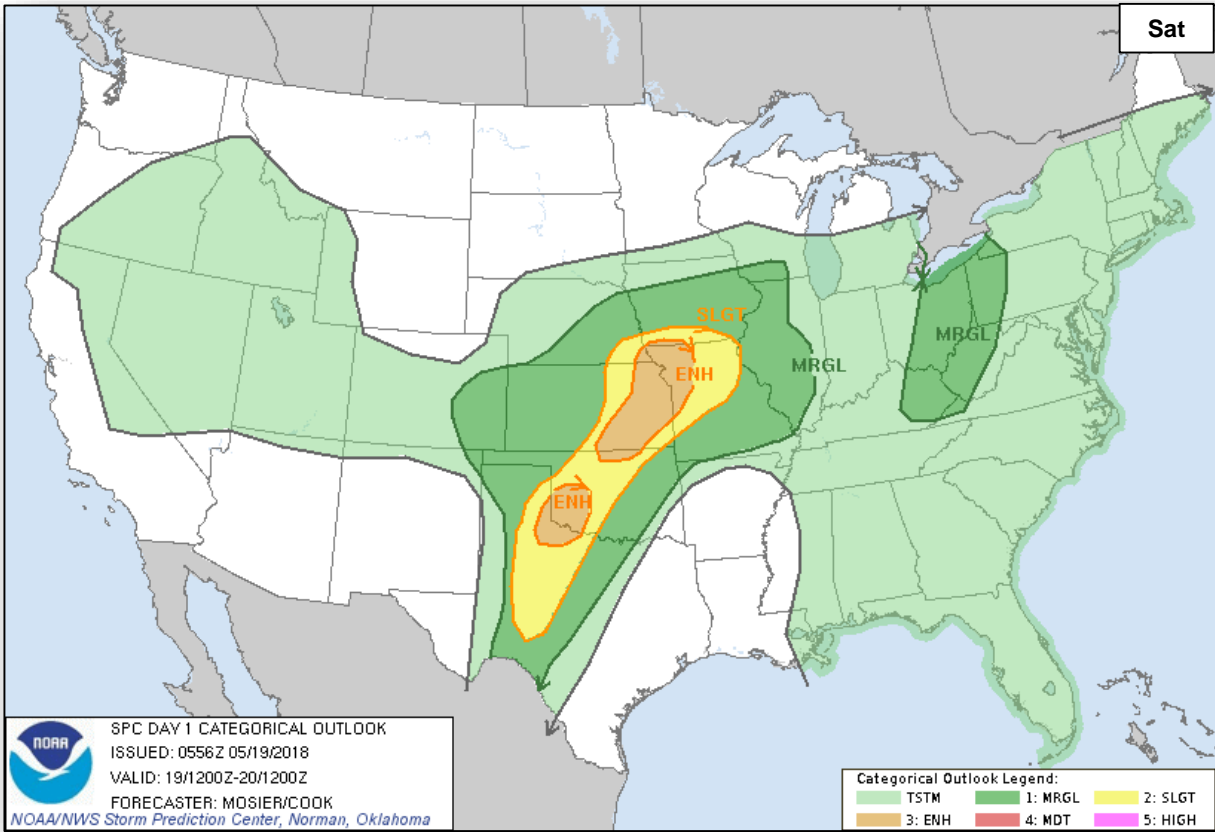 Sat
SLGT
MRGL
ENH
MRGL
ENH
NOAA
SPC DAY 1 CATEGORICAL OUTLOOK
ISSUED: 0556Z 05/19/2018
VALID: 19/1200Z-20/1200Z
FORECASTER: MOSIER/COOK
NOAA/NWS Storm Prediction Center, Norman, Oklahoma
Categorical Outlook Legend:
TSTM 1: MRGL 2: SLGT
3: ENH 4: MDT 5: HIGH